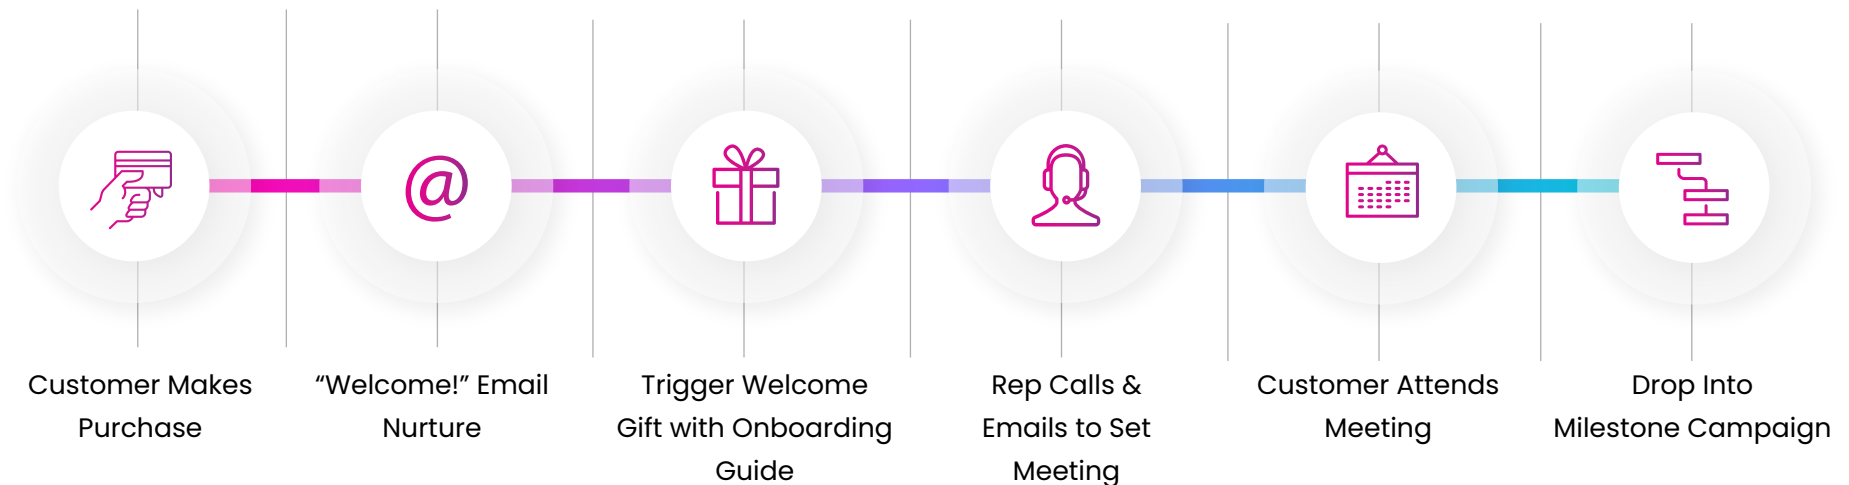 @
Customer Makes
Purchase
“Welcome!” Email
Nurture
Trigger Welcome
Gift with Onboarding
Guide
Rep Calls &
Emails to Set
Meeting
Customer Attends
Meeting
Drop Into
Milestone Campaign